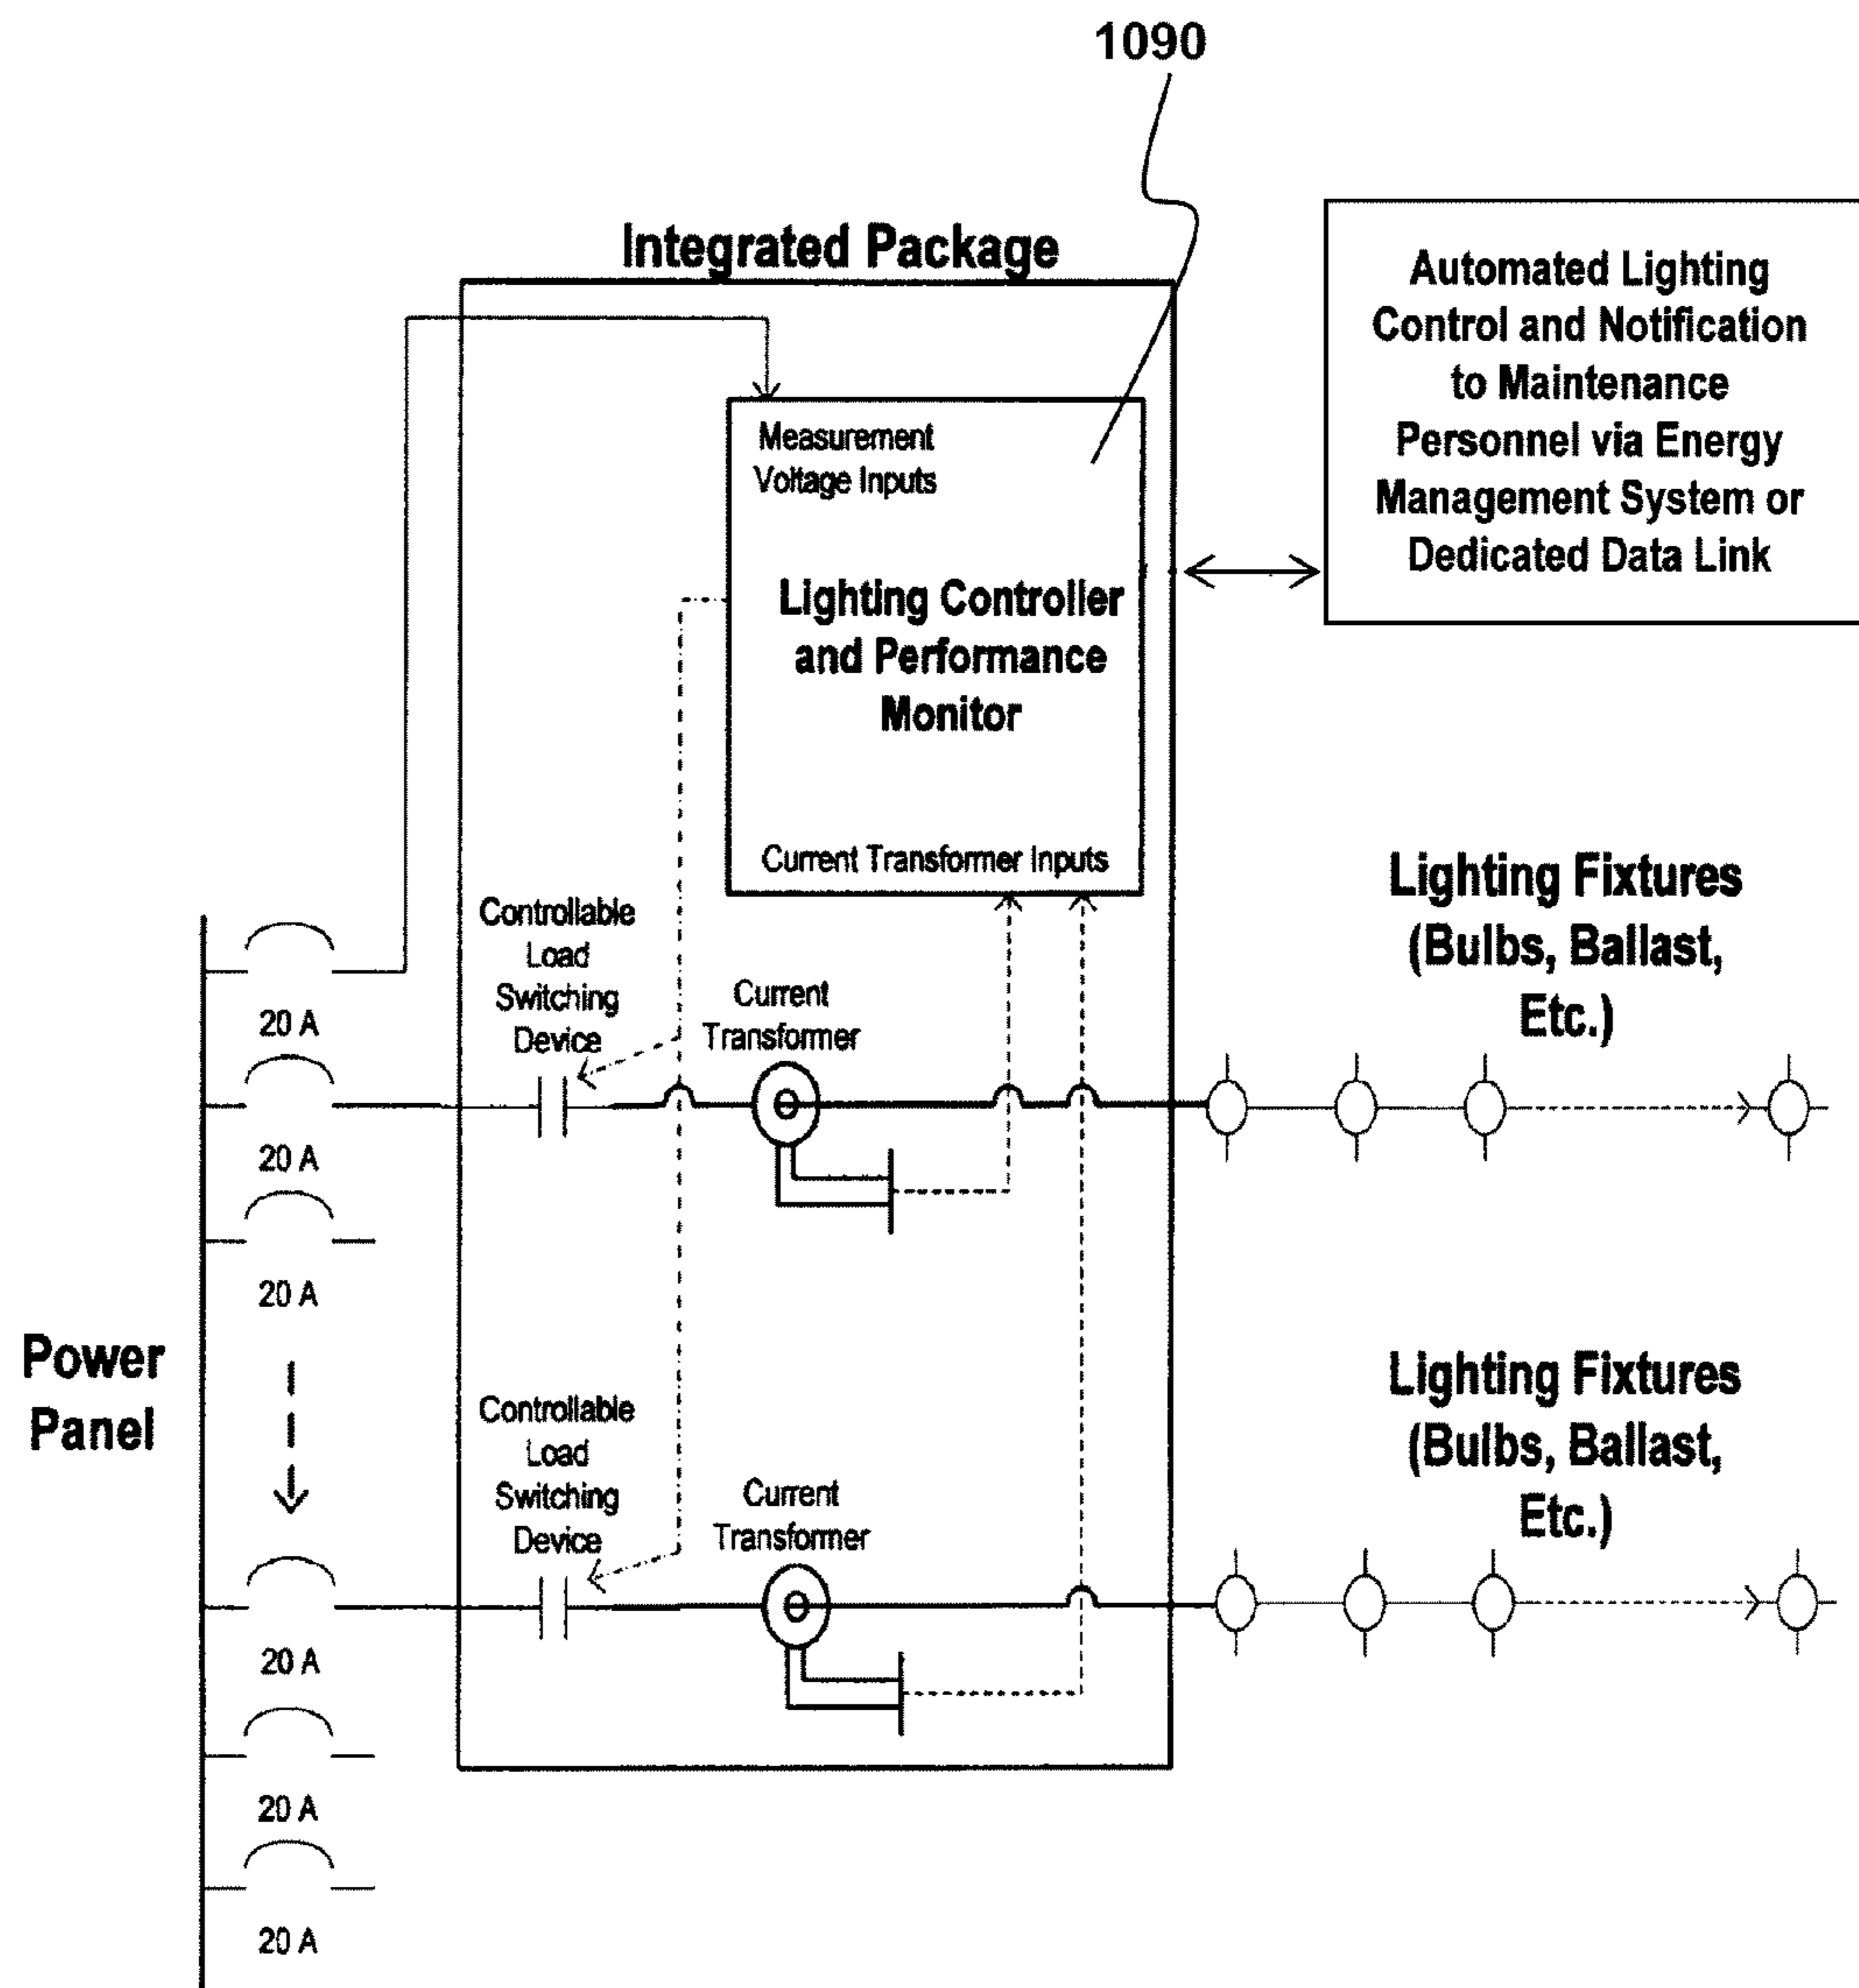 1090
Integrated Package
Automated Lighting
Control and Notification
to Maintenance
Personnel via Energy
Management System or
Dedicated Data Link
Measurement
Voltage Inputs
Lighting Controller
and Performance
Monitor
Current Transformer Inputs
Controllable
Load
Switching
Device
Current
Transformer
Lighting Fixtures
(Bulbs, Ballast,
Etc.)
20 A
20 A
20 A
Power
Panel
Controllable
Load
Switching
Device
Current
Transformer
Lighting Fixtures
(Bulbs, Ballast,
Etc.)
20 A
20 A
20 A